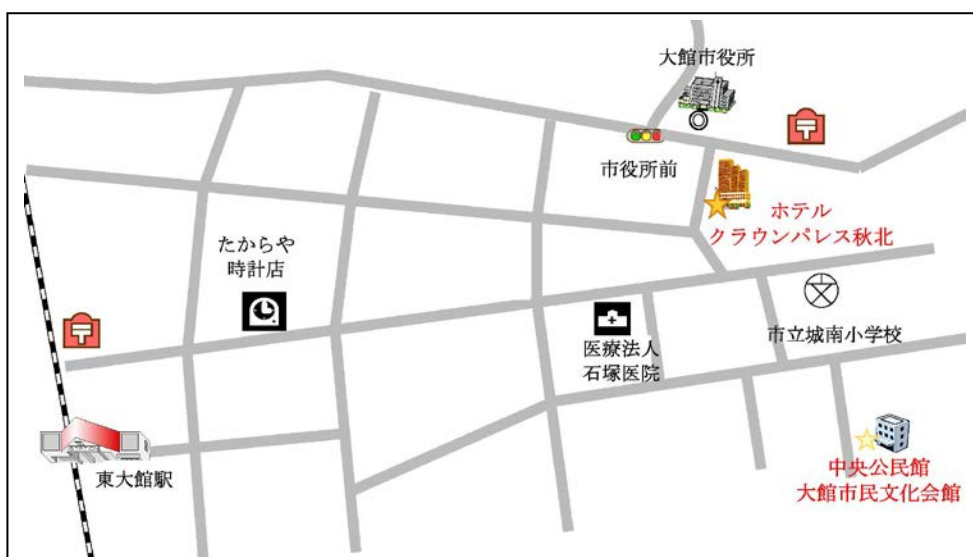 大館市役所
市役所前
ホテル
クラウンパレス秋北
たからや
時計店
市立城南小学校
医療法人
石塚医院
東大館駅
中央公民館
大館市民文化会館